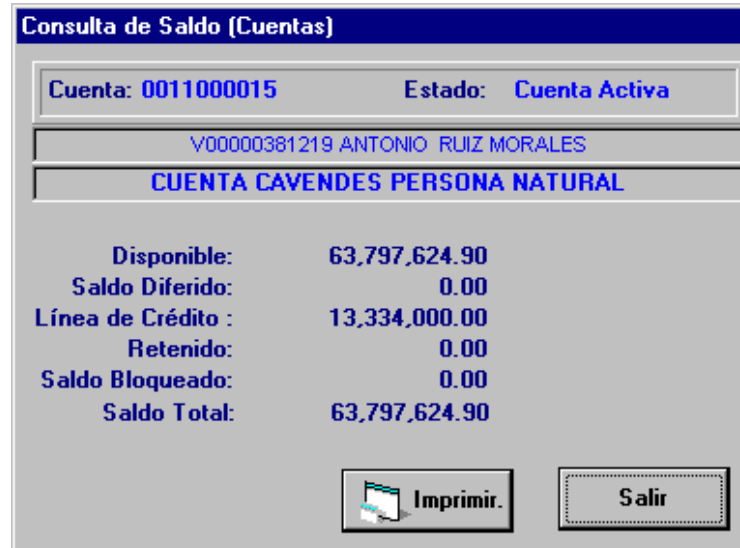 Consulta de Saldo (Cuentas)
Cuenta: 0011000015 Estado: Cuenta Activa
V00000381219 ANTONIO RUIZ MORALES
CUENTA CAVENDES PERSONA NATURAL
Disponible: 63,797,624.90
Saldo Diferido: 0.00
Línea de Crédito : 13,334,000.00
Retenido: 0.00
Saldo Bloqueado: 0.00
Saldo Total: 63,797,624.90
Imprimir. Salir